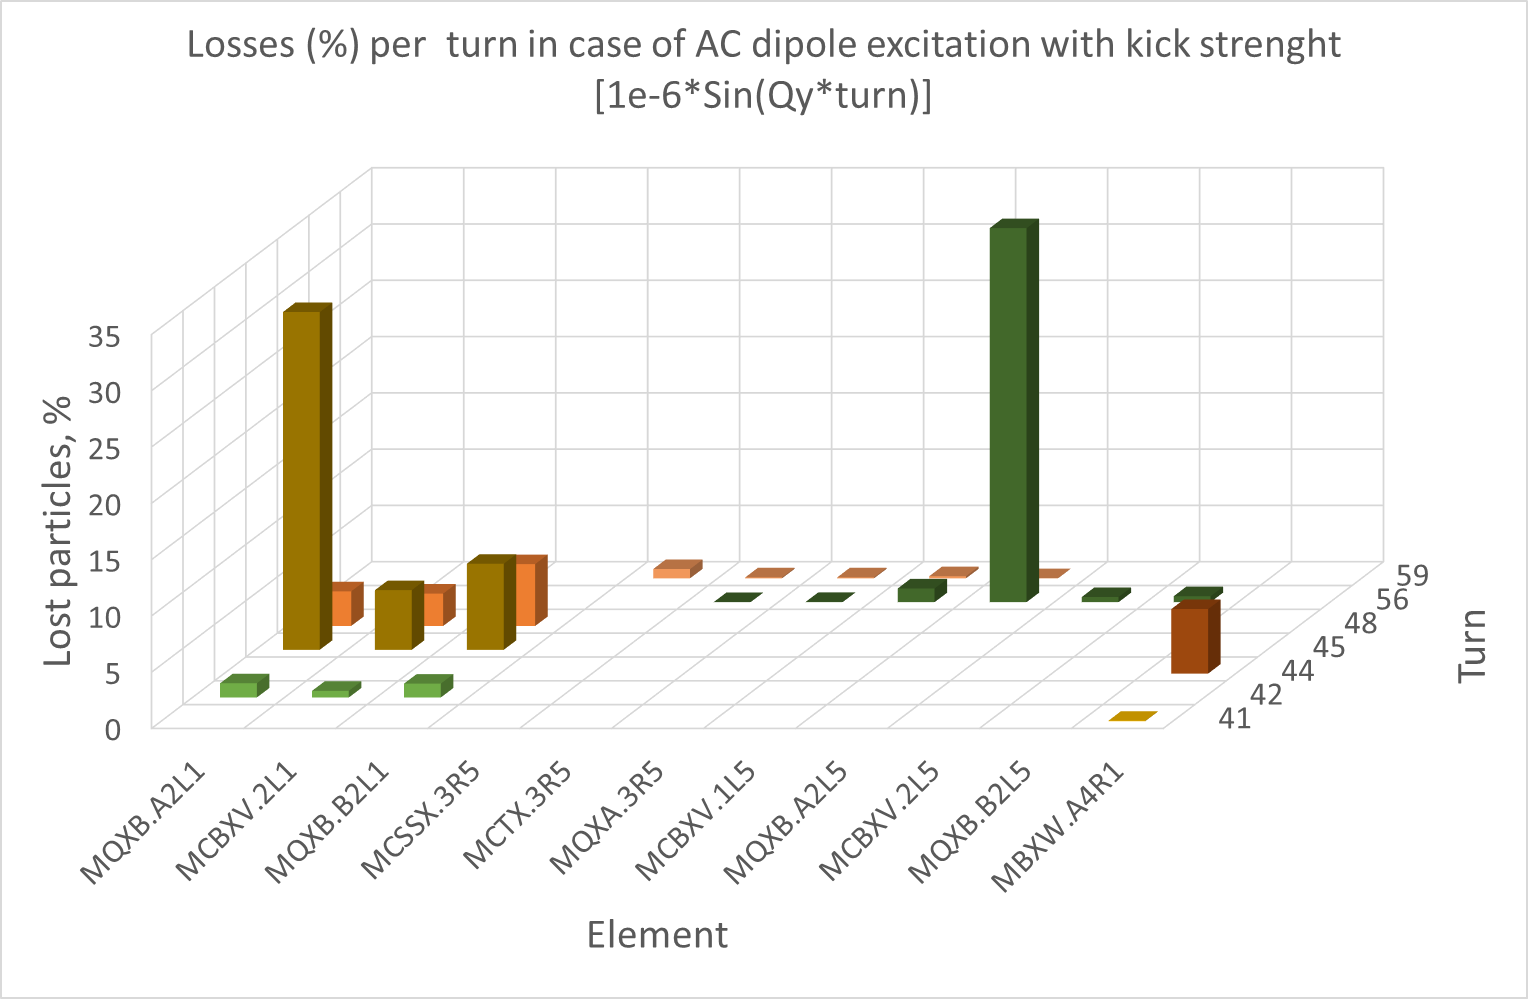 Losses (%) per  turn in case of AC dipole excitation with kick strenght
[1e-6*Sin(Qy*turn)]
35
30
25
20
15
10
5
0
Lost particles, %
59
56
48
45
44
42
41
Turn
MQXB.A2L1
MCBXV.2L1
MQXB.B2L1
MCSSX.3R5
MCTX.3R5
MQXA.3R5
MCBXV.1L5
MQXB.A2L5
MCBXV.2L5
MQXB.B2L5
MBXW.A4R1
Element